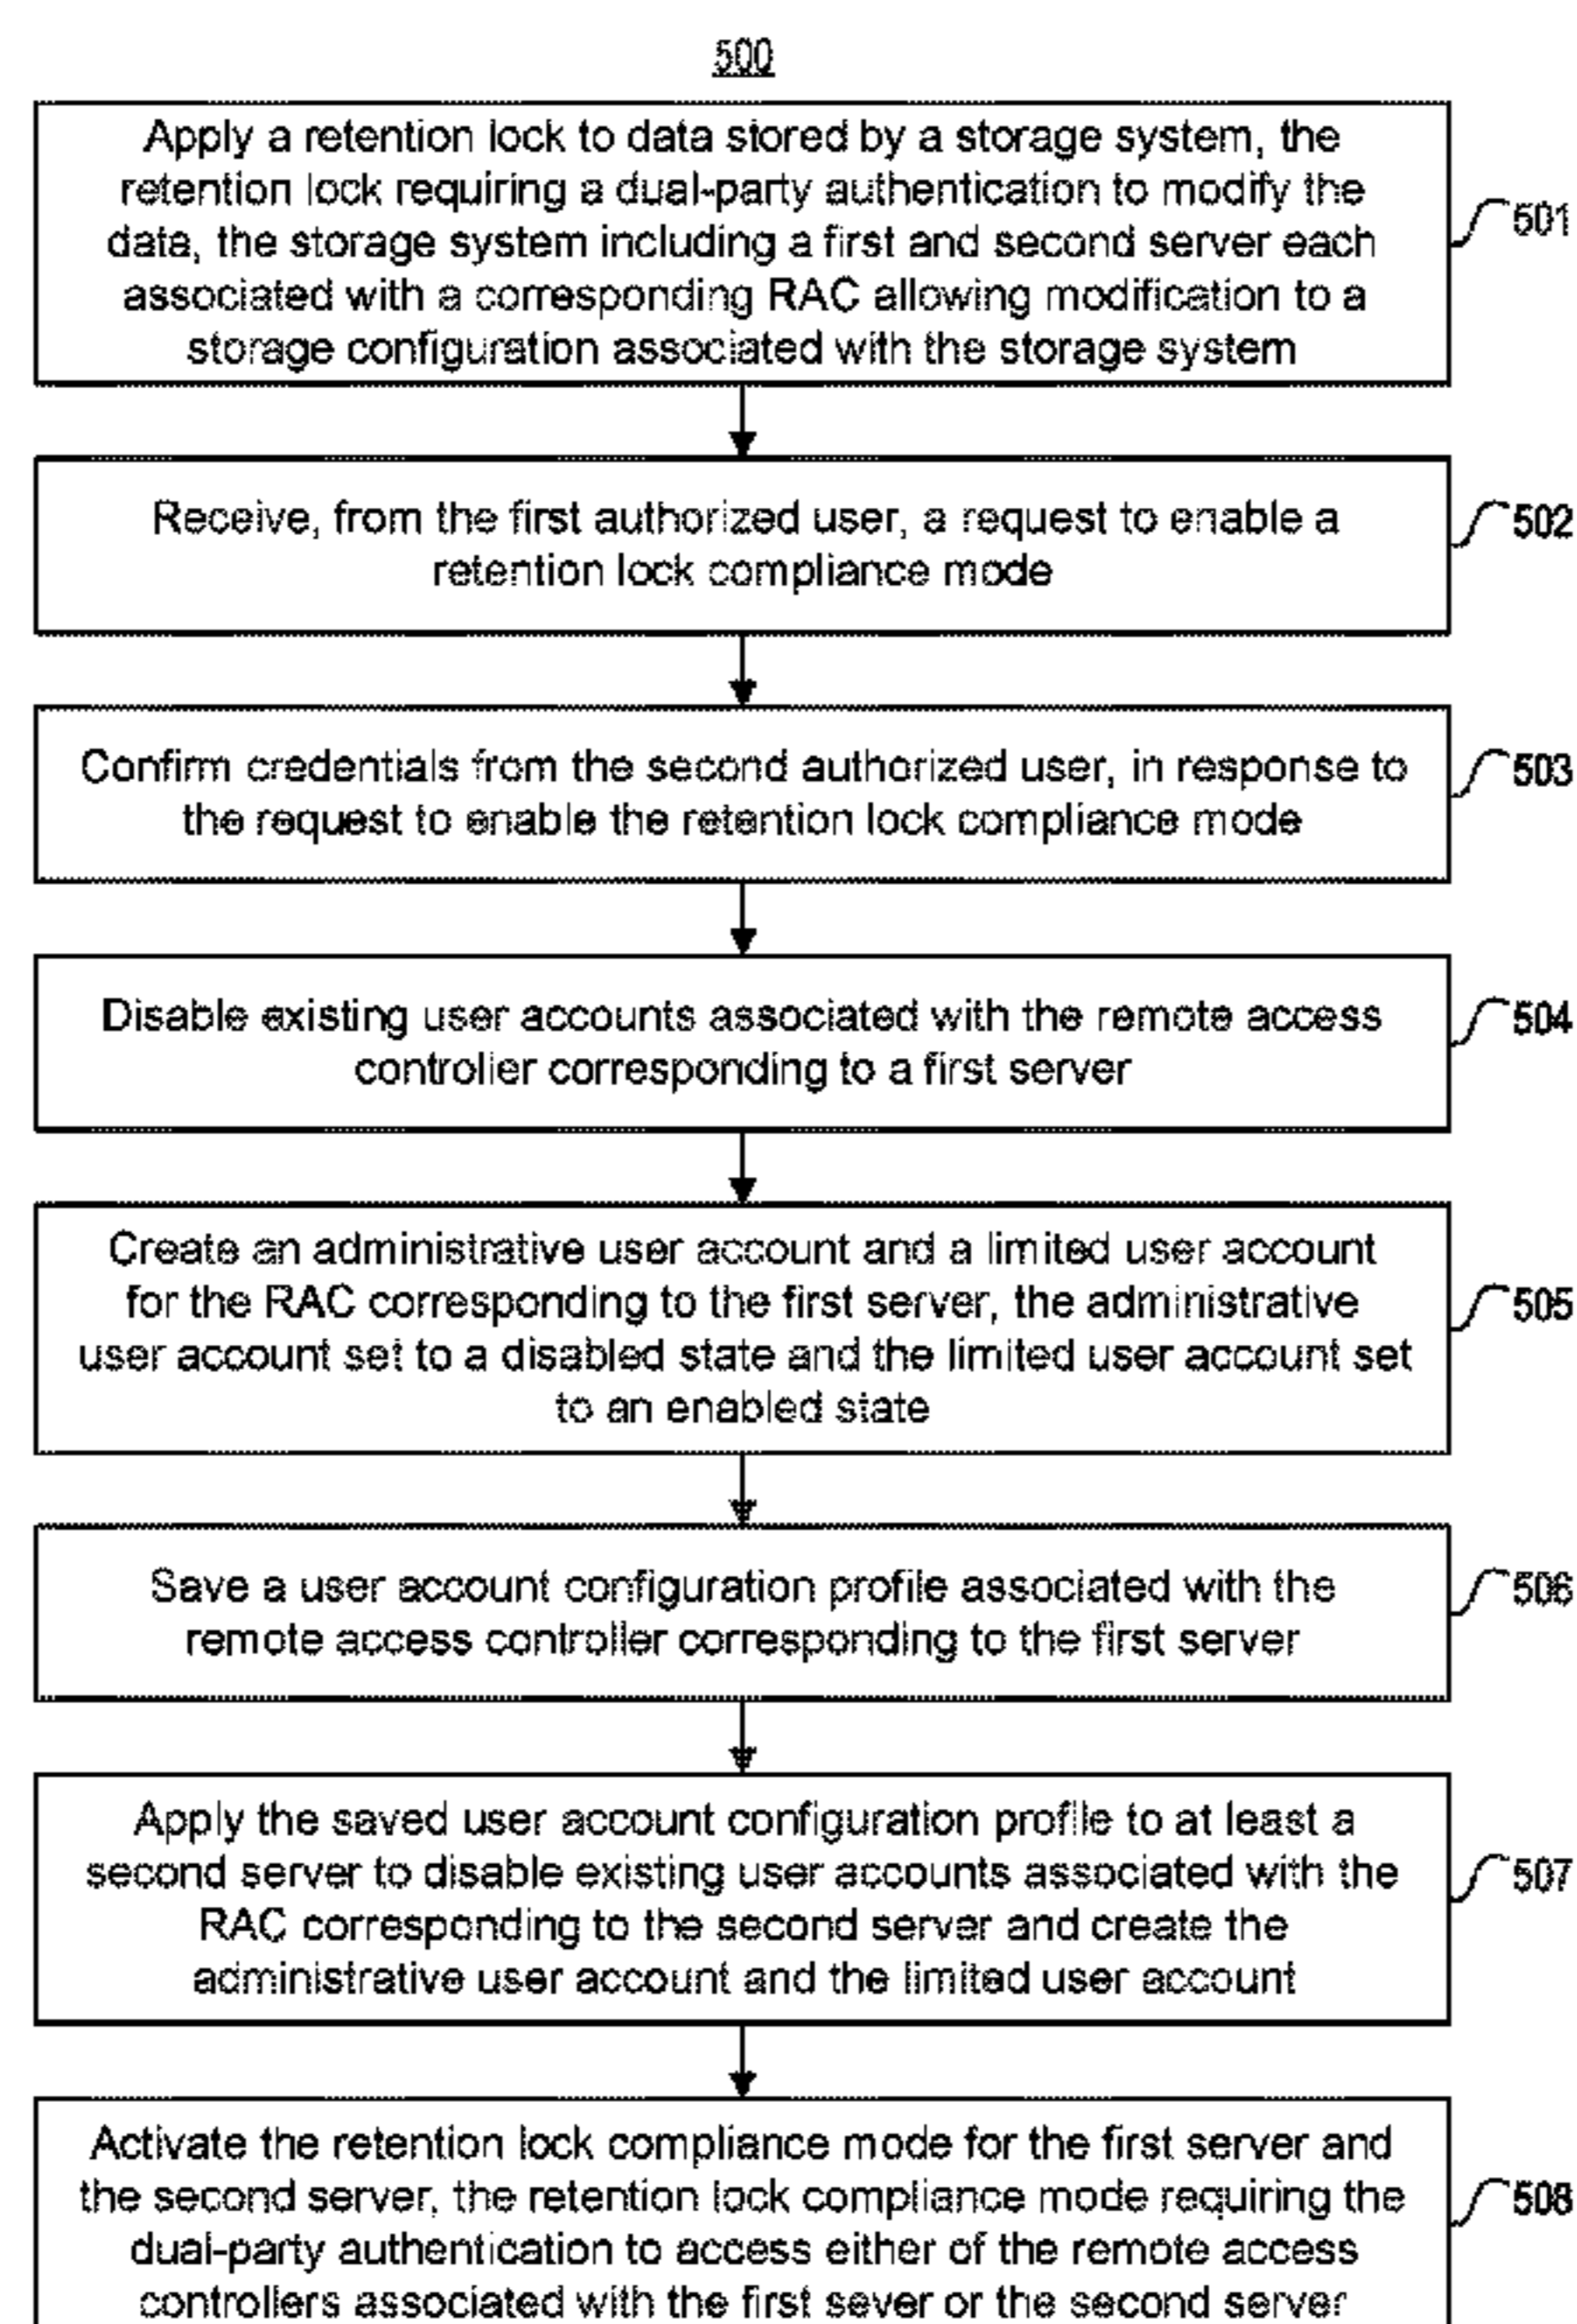 500
Apply a retention lock to data stored by a storage system, the
retention lock requiring a dual-party authentication to modify the
data, the storage system including a first and second server each
associated with a corresponding RAC allowing modification to a
storage configuration associated with the storage system
501
Receive, from the first authorized user, a request to enable a
retention lock compliance mode
502
Confirm credentials from the second authorized user, in response to
the request to enable the retention lock compliance mode
503
Disable existing user accounts associated with the remote access
controller corresponding to a first server
504
Create an administrative user account and a limited user account
for the RAC corresponding to the first server, the administrative
user account set to a disabled state and the limited user account set
to an enabled state
505
Save a user account configuration profile associated with the
remote access controller corresponding to the first server
506
Apply the saved user account configuration profile to at least a
second server to disable existing user accounts associated with the
RAC corresponding to the second server and create the
administrative user account and the limited user account
507
Activate the retention lock compliance mode for the first server and
the second server, the retention lock compliance mode requiring the
dual-party authentication to access either of the remote access
controllers associated with the first sever or the second server
508